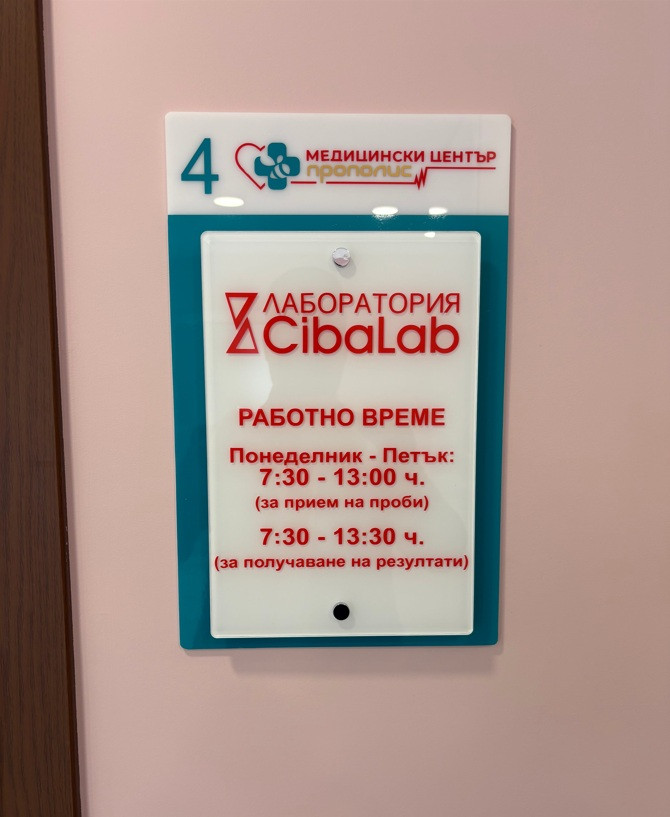 4
МЕДИЦИНСКИ ЦЕНТЪР
ПРОПОЛИС
ЛАБОРАТОРИЯ
CibaLab
РАБОТНО ВРЕМЕ
Понеделник - Петък:
7:30 - 13:00 ч.
(за прием на проби)
7:30 - 13:30 ч.
(за получаване на резултати)